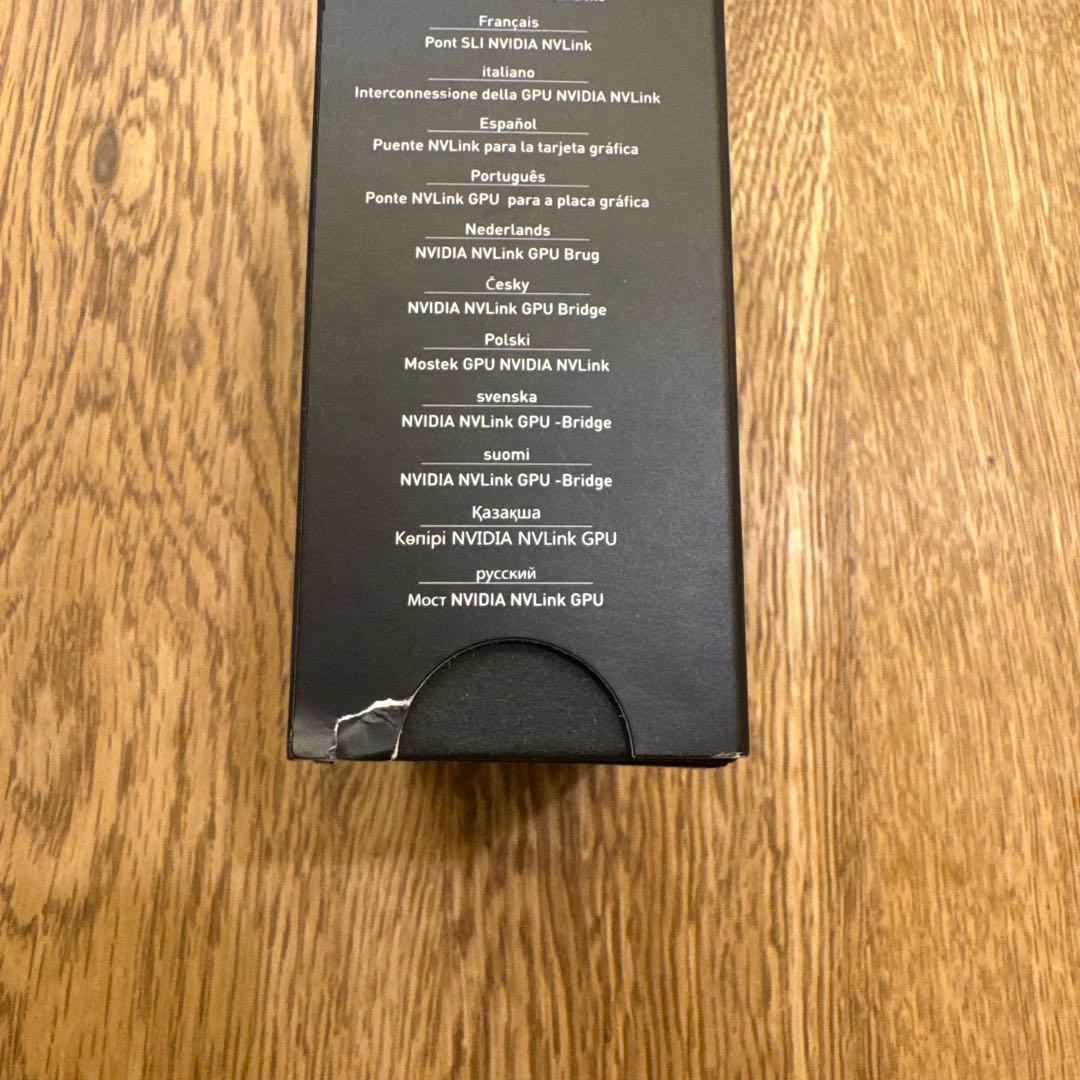 Français
Pont SLI NVIDIA NVLink
italiano
Interconnessione della GPU NVIDIA NVLink
Español
Puente NVLink para la tarjeta gráfica
Português
Ponte NVLink GPU  para a placa gráfica
Nederlands
NVIDIA NVLink GPU Brug
Česky
NVIDIA NVLink GPU Bridge
Polski
Mostek GPU NVIDIA NVLink
svenska
NVIDIA NVLink GPU -Bridge
suomi
NVIDIA NVLink GPU -Bridge
Қазақша
Көпірі NVIDIA NVLink GPU
русский
Мост NVIDIA NVLink GPU